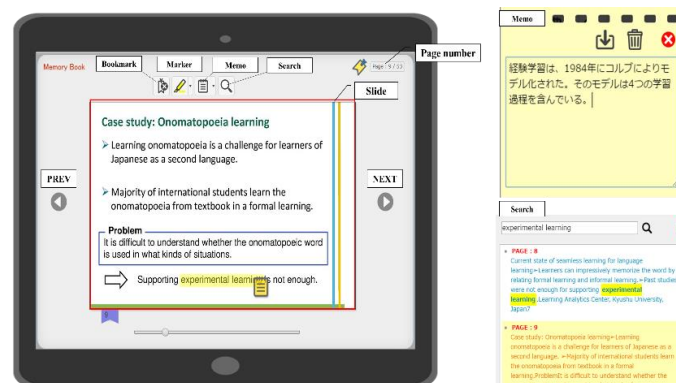 Memory Book
Bookmark
Marker
Memo
Search
Page number
Page 9 / 53
Slide
PREV
NEXT
Case study: Onomatopoeia learning
➢ Learning onomatopoeia is a challenge for learners of
Japanese as a second language.
➢ Majority of international students learn the
onomatopoeia from textbook in a formal learning.
Problem
It is difficult to understand whether the onomatopoeic word
is used in what kinds of situations.
Supporting experimental learning is not enough.
Memo
経験学習は、1984年にコルブによりモ
デル化された。そのモデルは4つの学習
過程を含んでいる。
Search
experimental learning
PAGE : 8
Current state of seamless learning for language
learning➢Learners can impressively memorize the word by
relating formal learning and informal learning.➢Past studies
were not enough for supporting experimental
learning.Learning Analytics Center, Kyushu University,
Japan7
PAGE : 9
Case study: Onomatopoeia learning➢Learning
onomatopoeia is a challenge for learners of Japanese as a
second language. ➢Majority of international students learn
the onomatopoeia from textbook in a formal
learning.ProblemIt is difficult to understand whether the